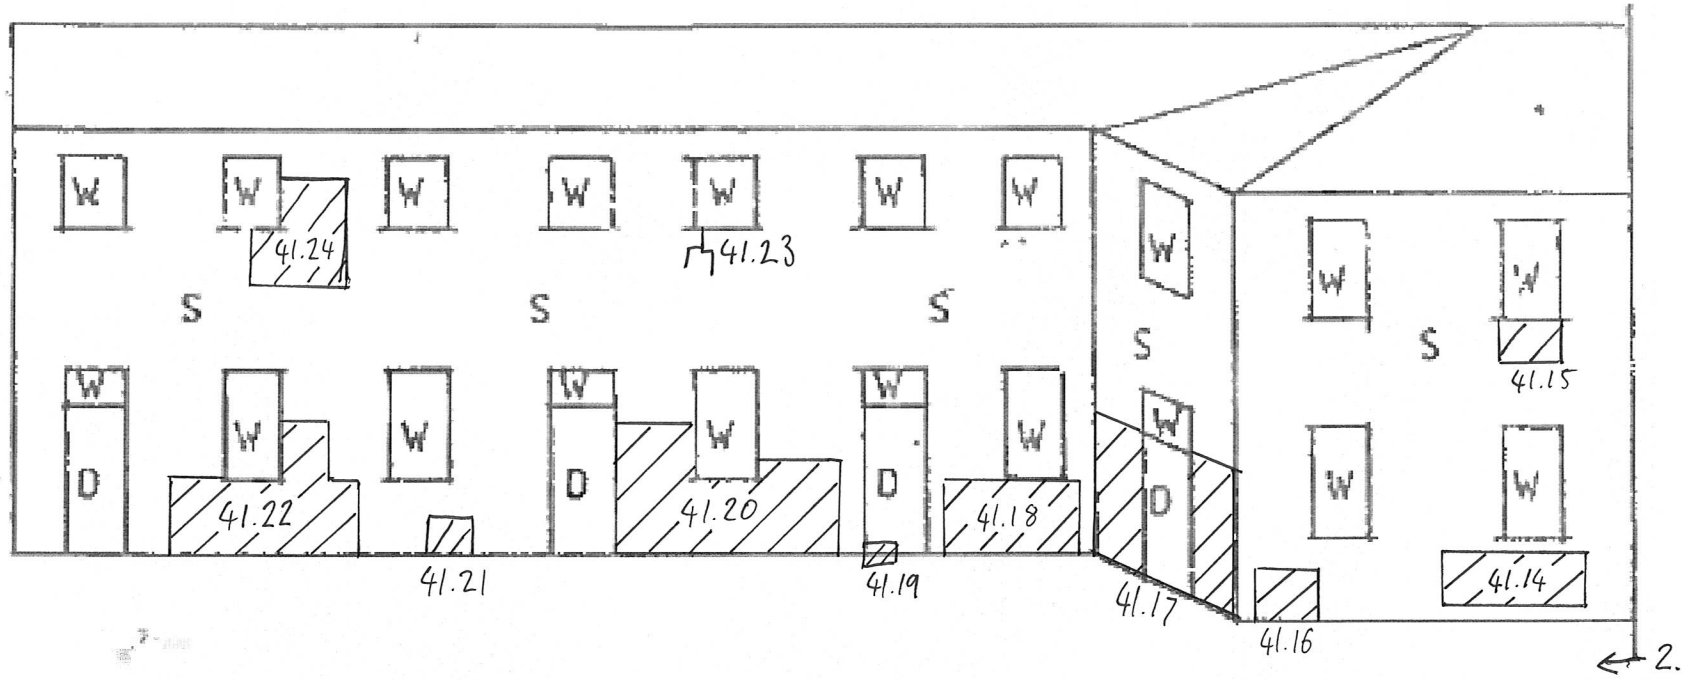 W W W W W W W
W
W W
41.24
41.23
S S S
S S
41.15
W W W W W W W
W
W W
D D D D
41.22 41.20 41.18
41.21 41.19
41.17
41.16
41.14
2.